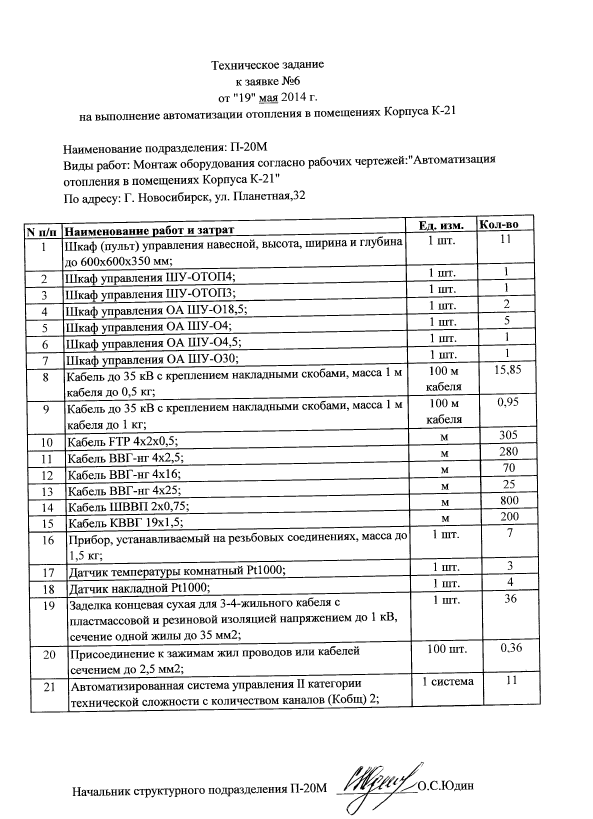 Техническое задание
к заявке №6
от "19" мая 2014 г.
на выполнение автоматизации отопления в помещениях Корпуса К-21
Наименование подразделения: П-20М
Виды работ: Монтаж оборудования согласно рабочих чертежей:"Автоматизация
отопления в помещениях Корпуса К-21"
По адресу: Г. Новосибирск, ул. Планетная,32
N п/п Наименование работ и затрат Ед. изм. Кол-во
1 Шкаф (пульт) управления навесной, высота, ширина и глубина 1 шт. 11
до 600х600х350 мм;
2 Шкаф управления ШУ-ОТОП4; 1 шт. 1
3 Шкаф управления ШУ-ОТОП3; 1 шт. 1
4 Шкаф управления ОА ШУ-О18,5; 1 шт. 2
5 Шкаф управления ОА ШУ-О4; 1 шт. 5
6 Шкаф управления ОА ШУ-О4,5; 1 шт. 1
7 Шкаф управления ОА ШУ-О30; 1 шт. 1
8 Кабель до 35 кВ с креплением накладными скобами, масса 1 м 100 м 15,85
кабеля до 0,5 кг; кабеля
9 Кабель до 35 кВ с креплением накладными скобами, масса 1 м 100 м 0,95
кабеля до 1 кг; кабеля
10 Кабель FTP 4х2х0,5; м 305
11 Кабель ВВГ-нг 4х2,5; м 280
12 Кабель ВВГ-нг 4х16; м 70
13 Кабель ВВГ-нг 4х25; м 25
14 Кабель ШВВП 2х0,75; м 800
15 Кабель КВВГ 19х1,5; м 200
16 Прибор, устанавливаемый на резьбовых соединениях, масса до 1 шт. 7
1,5 кг;
17 Датчик температуры комнатный Pt1000; 1 шт. 3
18 Датчик накладной Pt1000; 1 шт. 4
19 Заделка концевая сухая для 3-4-жильного кабеля с 1 шт. 36
пластмассовой и резиновой изоляцией напряжением до 1 кВ,
сечение одной жилы до 35 мм2;
20 Присоединение к зажимам жил проводов или кабелей 100 шт. 0,36
сечением до 2,5 мм2;
21 Автоматизированная система управления II категории 1 система 11
технической сложности с количеством каналов (Кобщ) 2;
Начальник структурного подразделения П-20М О.С.Юдин